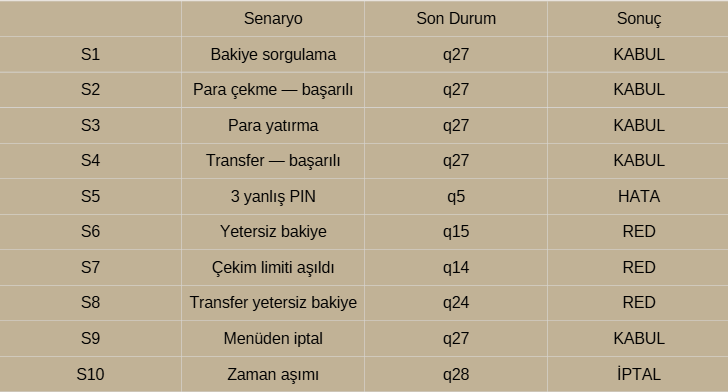 Senaryo Son Durum Sonuç
S1 Bakiye sorgulama q27 KABUL
S2 Para çekme — başarılı q27 KABUL
S3 Para yatırma q27 KABUL
S4 Transfer — başarılı q27 KABUL
S5 3 yanlış PIN q5 HATA
S6 Yetersiz bakiye q15 RED
S7 Çekim limiti aşıldı q14 RED
S8 Transfer yetersiz bakiye q24 RED
S9 Menüden iptal q27 KABUL
S10 Zaman aşımı q28 İPTAL